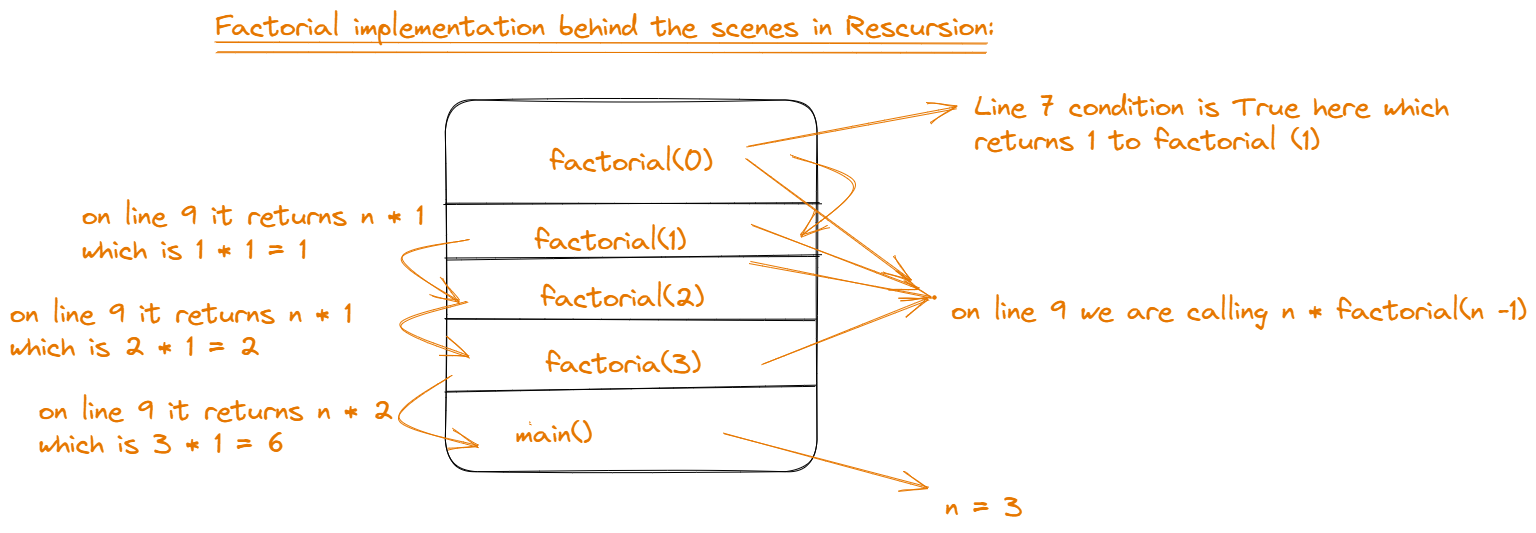 Factorial implementation behind the scenes in Rescursion:
Line 7 condition is True here which
returns 1 to factorial (1)
factorial(0)
on line 9 it returns n * 1
which is 1 * 1 = 1
factorial(1)
factorial(2)
on line 9 it returns n * 1
which is 2 * 1 = 2
on line 9 we are calling n * factorial(n -1)
factoria(3)
on line 9 it returns n * 2
which is 3 * 1 = 6
main()
n = 3